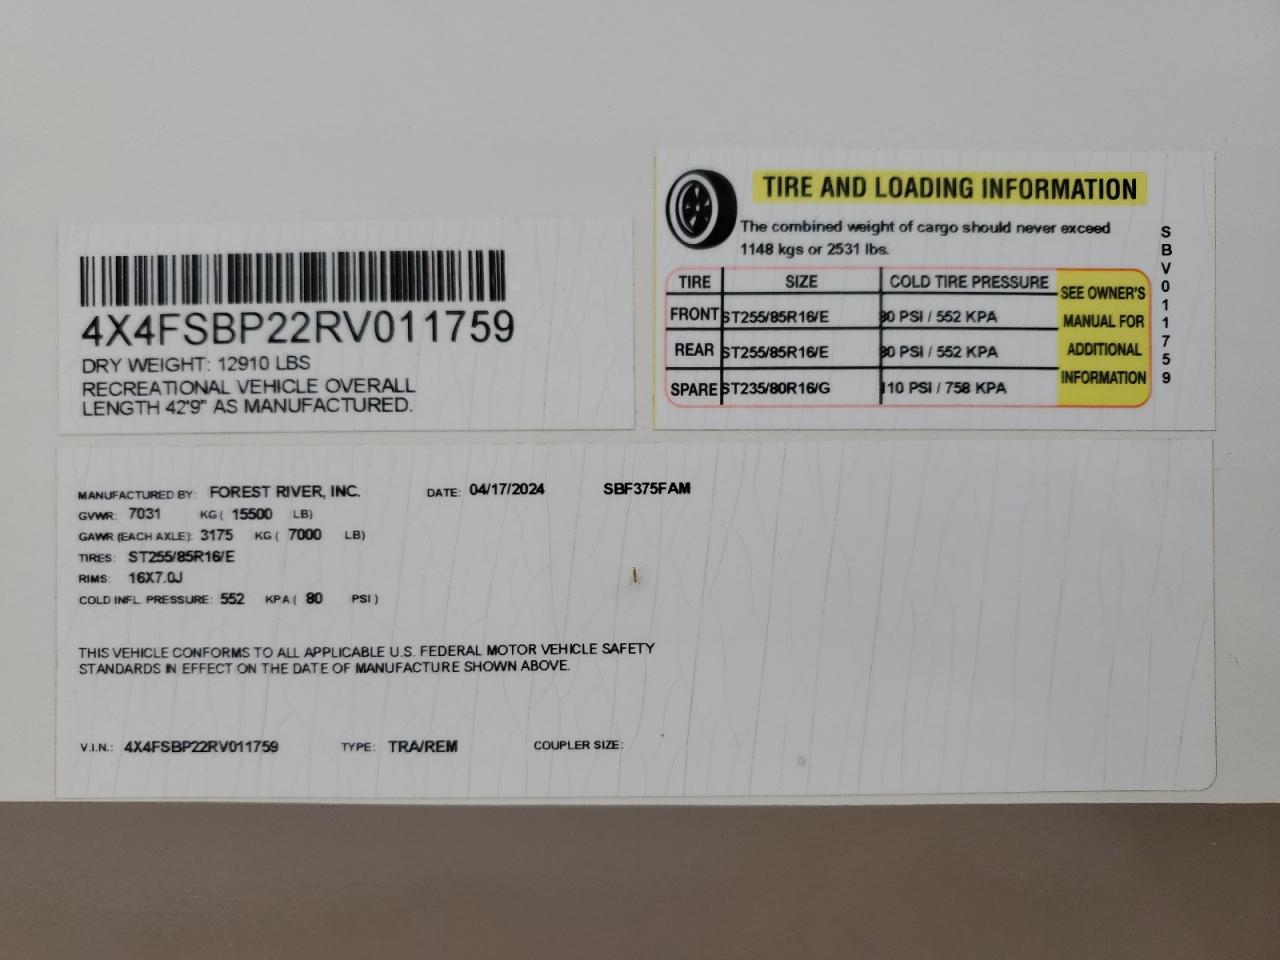 4X4FSBP22RV011759
DRY WEIGHT: 12910 LBS
RECREATIONAL VEHICLE OVERALL
LENGTH 42'9" AS MANUFACTURED.
TIRE AND LOADING INFORMATION
The combined weight of cargo should never exceed
1148 kgs or 2531 lbs.
TIRE SIZE COLD TIRE PRESSURE
FRONT ST255/85R16/E 80 PSI / 552 KPA
REAR ST255/85R16/E 80 PSI / 552 KPA
SPARE ST235/80R16/G 110 PSI / 758 KPA
SEE OWNER'S
MANUAL FOR
ADDITIONAL
INFORMATION
SBV011759
MANUFACTURED BY: FOREST RIVER, INC. DATE: 04/17/2024 SBF375FAM
GVWR: 7031 KG ( 15500 LB)
GAWR (EACH AXLE): 3175 KG ( 7000 LB)
TIRES: ST255/85R16/E
RIMS: 16X7.0J
COLD INFL. PRESSURE: 552 KPA ( 80 PSI )
THIS VEHICLE CONFORMS TO ALL APPLICABLE U.S. FEDERAL MOTOR VEHICLE SAFETY
STANDARDS IN EFFECT ON THE DATE OF MANUFACTURE SHOWN ABOVE.
V.I.N.: 4X4FSBP22RV011759 TYPE: TRA/REM COUPLER SIZE: